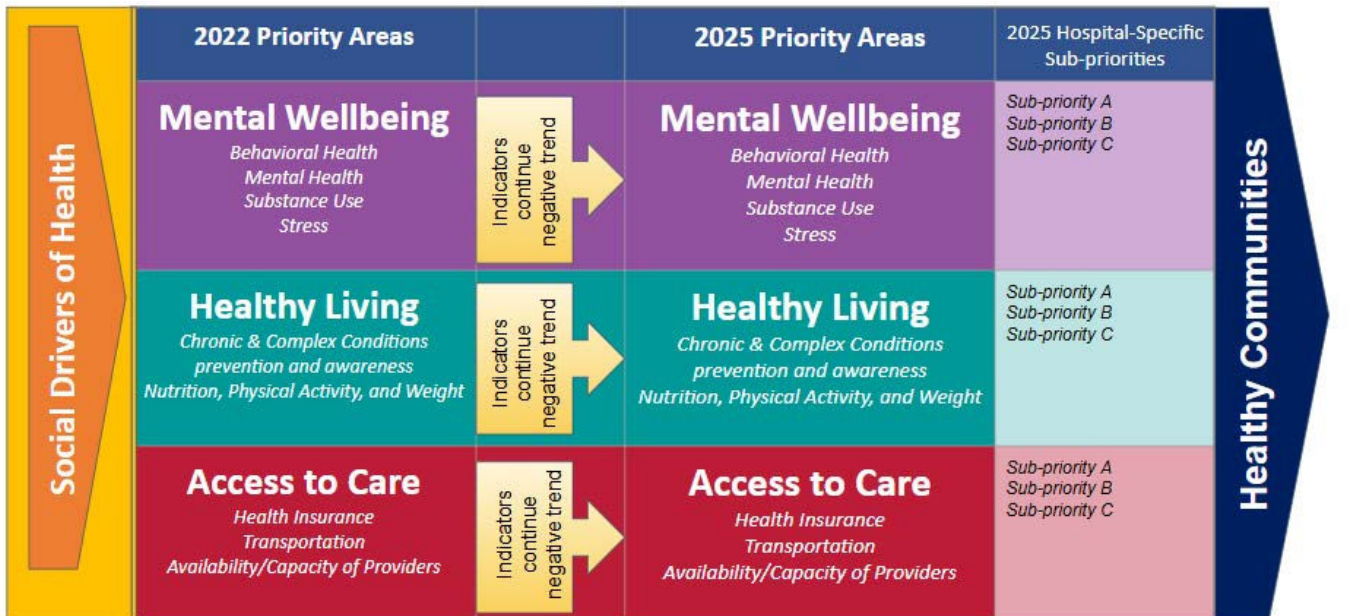 Social Drivers of Health
2022 Priority Areas
2025 Priority Areas
2025 Hospital-Specific
Sub-priorities
Mental Wellbeing
Behavioral Health
Mental Health
Substance Use
Stress
Indicators
continue
negative trend
Mental Wellbeing
Behavioral Health
Mental Health
Substance Use
Stress
Sub-priority A
Sub-priority B
Sub-priority C
Healthy Living
Chronic & Complex Conditions
prevention and awareness
Nutrition, Physical Activity, and Weight
Indicators
continue
negative trend
Healthy Living
Chronic & Complex Conditions
prevention and awareness
Nutrition, Physical Activity, and Weight
Sub-priority A
Sub-priority B
Sub-priority C
Access to Care
Health Insurance
Transportation
Availability/Capacity of Providers
Indicators
continue
negative trend
Access to Care
Health Insurance
Transportation
Availability/Capacity of Providers
Sub-priority A
Sub-priority B
Sub-priority C
Healthy Communities